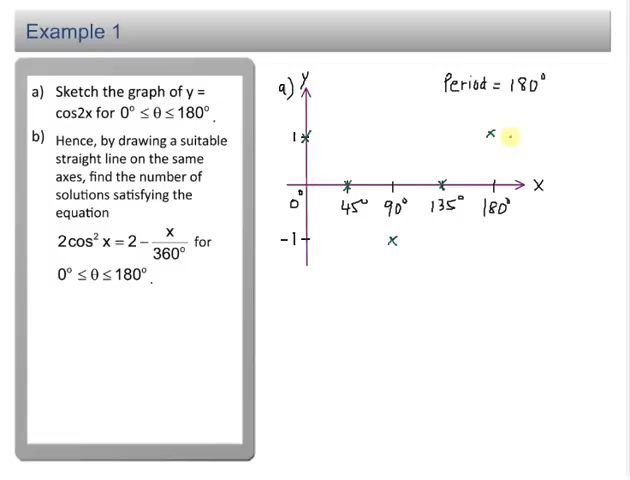 Example 1
a) Sketch the graph of y =
cos2x for 0° ≤ θ ≤ 180° .
b) Hence, by drawing a suitable
straight line on the same
axes, find the number of
solutions satisfying the
equation
2cos² x = 2 − x/360° for
0° ≤ θ ≤ 180° .
a) y
Period = 180°
1
x
0° 45° 90° 135° 180°
-1